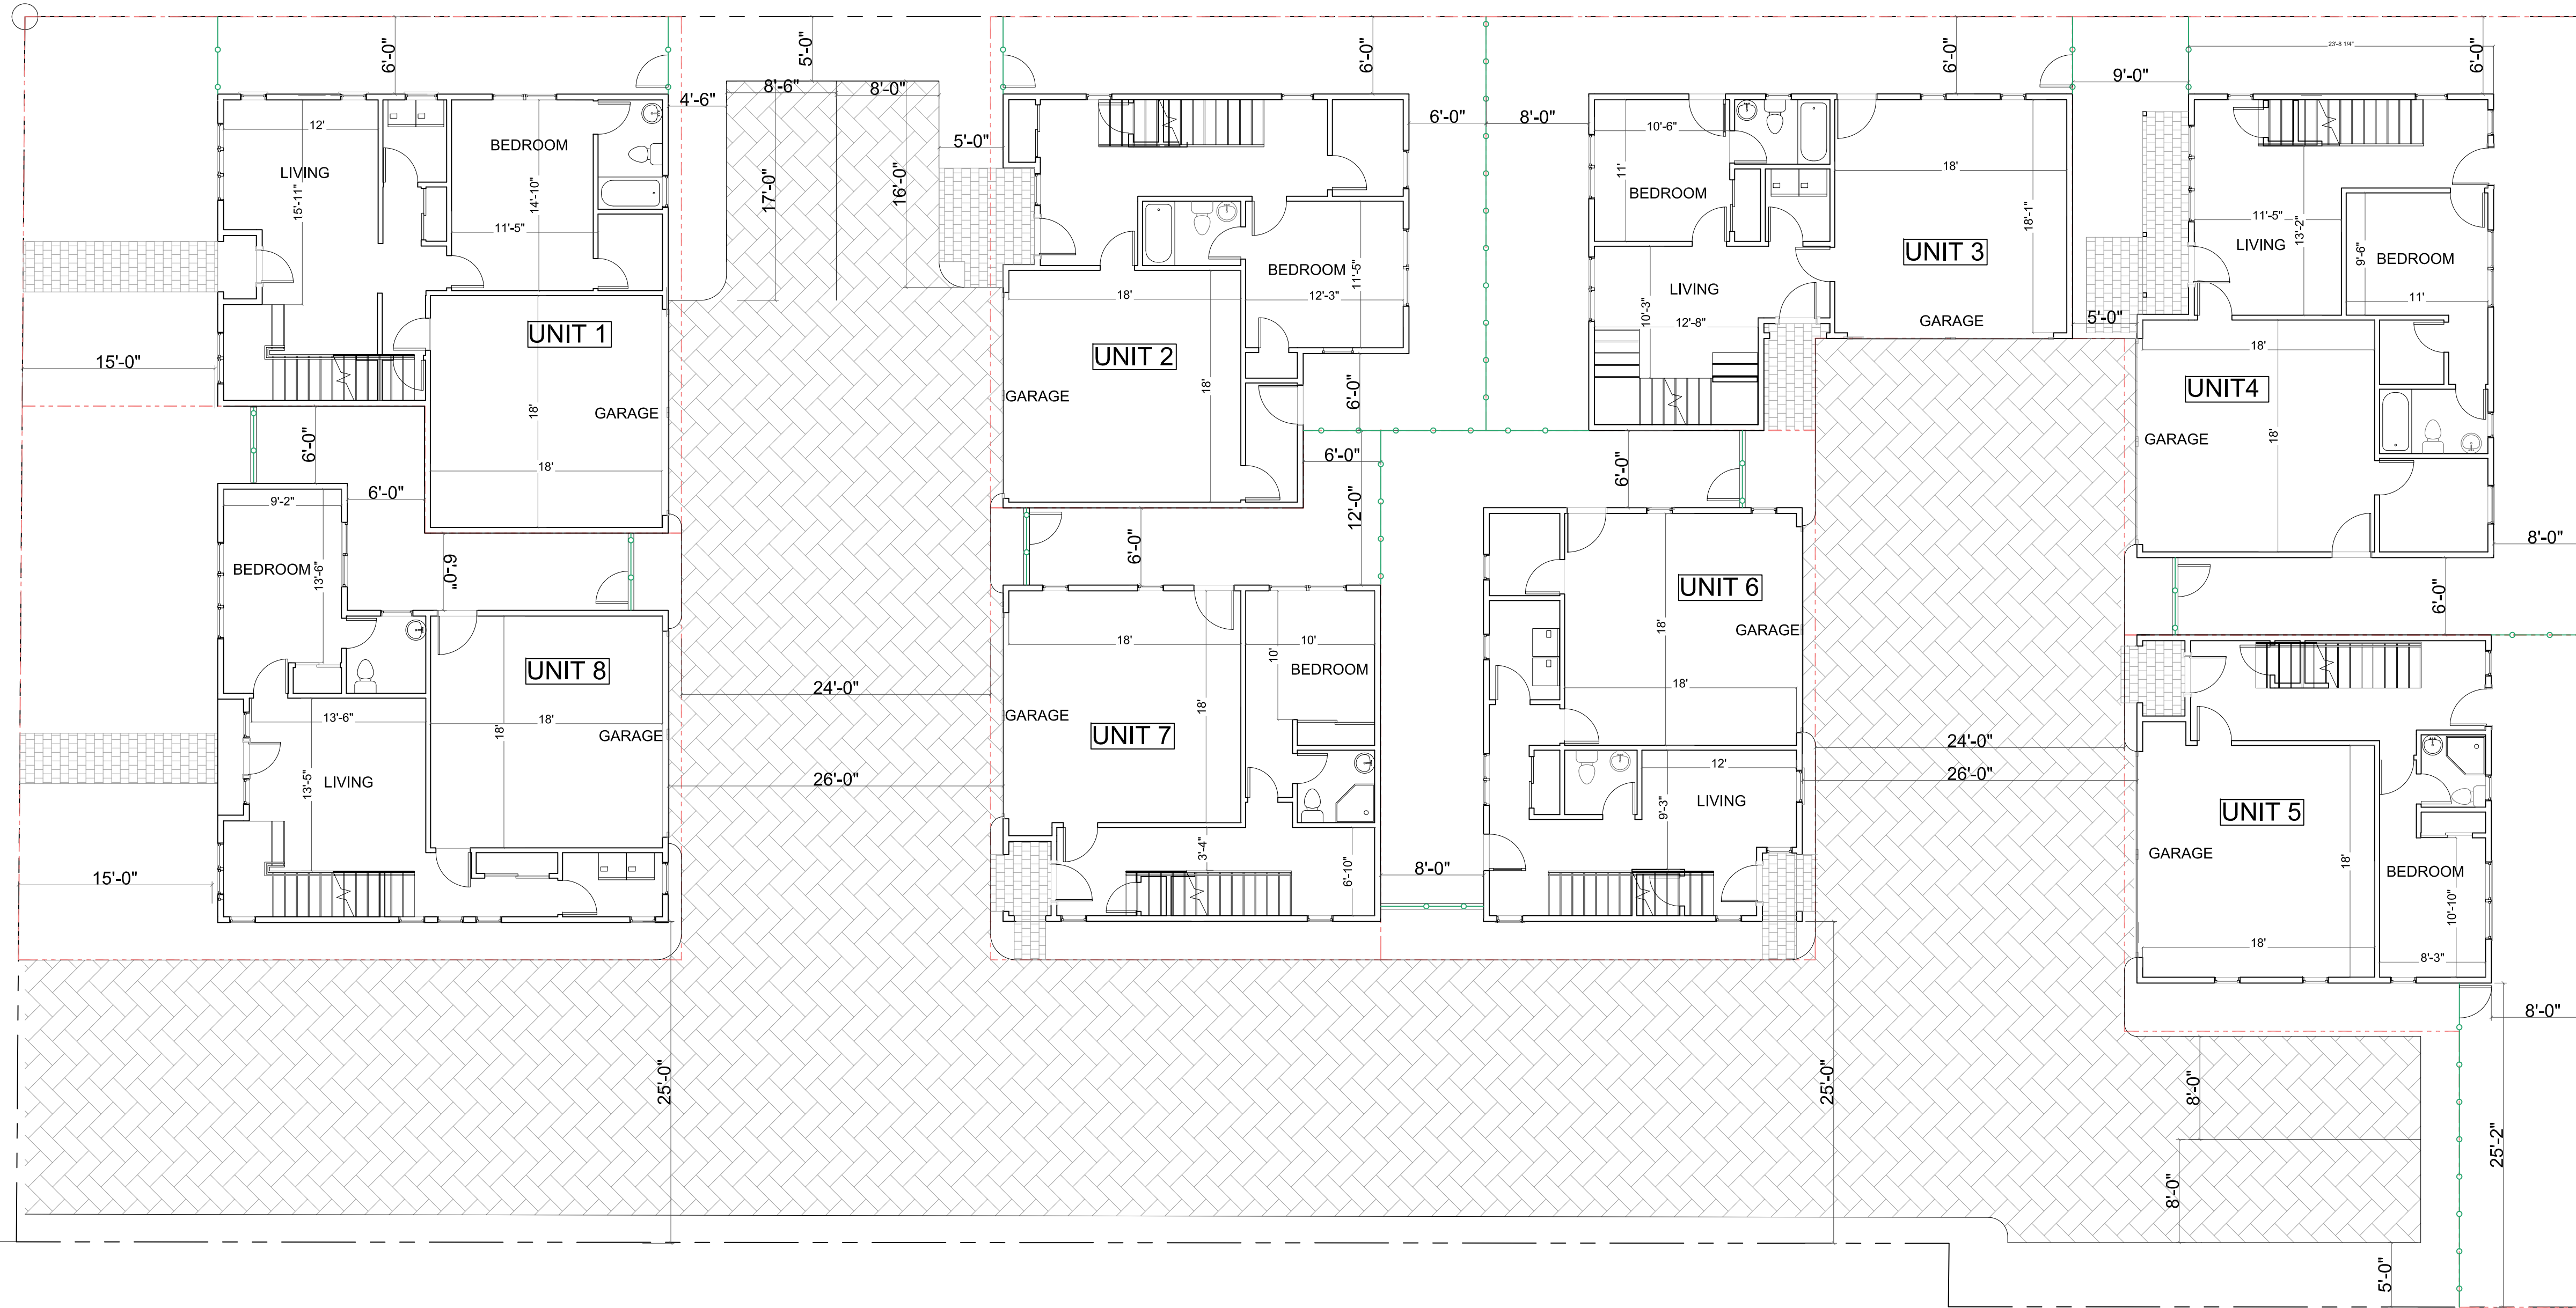 6'-0"
5'-0"
6'-0"
6'-0"
23'-8 1/4"
6'-0"
4'-6"
8'-6"
8'-0"
9'-0"
12'
LIVING
15'-11"
BEDROOM
14'-10"
11'-5"
17'-0"
16'-0"
5'-0"
6'-0"
8'-0"
10'-6"
11'
BEDROOM
18'
18'-1"
UNIT 3
GARAGE
LIVING
10'-3"
12'-8"
5'-0"
11'-5"
13'-2"
LIVING
9'-6"
BEDROOM
11'
BEDROOM
11'-5"
12'-3"
18'
UNIT 2
18'
GARAGE
UNIT 1
18'
GARAGE
18'
15'-0"
18'
UNIT4
GARAGE
18'
6'-0"
6'-0"
6'-0"
6'-0"
12'-0"
6'-0"
6'-0"
6'-0"
6'-0"
8'-0"
6'-0"
9'-2"
BEDROOM
13'-6"
UNIT 8
13'-6"
18'
18'
GARAGE
13'-5"
LIVING
15'-0"
24'-0"
26'-0"
18'
10'
10'
BEDROOM
GARAGE
18'
UNIT 7
3'-4"
6'-10"
8'-0"
UNIT 6
18'
GARAGE
18'
12'
9'-3"
LIVING
24'-0"
26'-0"
UNIT 5
GARAGE
18'
18'
BEDROOM
10'-10"
8'-3"
8'-0"
25'-0"
25'-0"
8'-0"
8'-0"
25'-2"
5'-0"